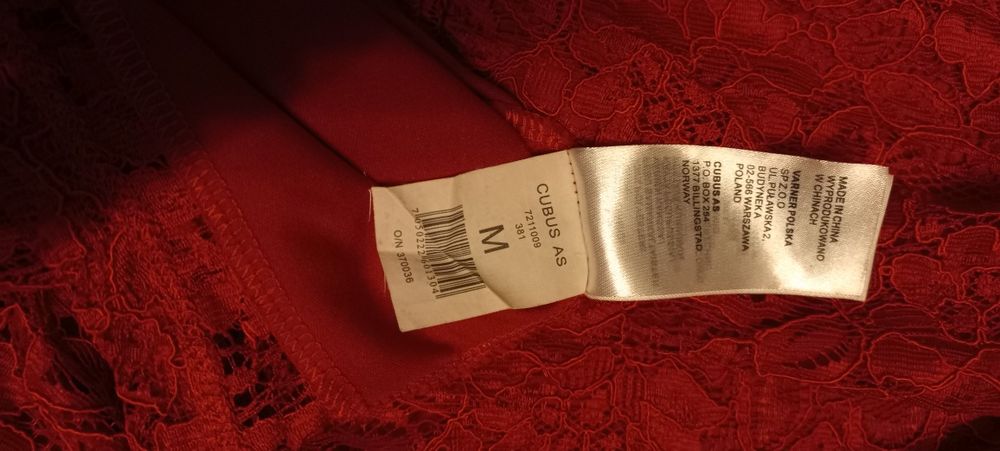 CUBUS AS
7211009
381
M
O/N 370036
MADE IN CHINA
WYPRODUKOWANO
W CHINACH
VARNER POLSKA
SP. Z.O.O
UL.PUŁAWSKA 2,
BUDYNEK A
02-566 WARSZAWA
POLAND
CUBUS AS
P.O. BOX 254
1377 BILLINGSTAD
NORWAY